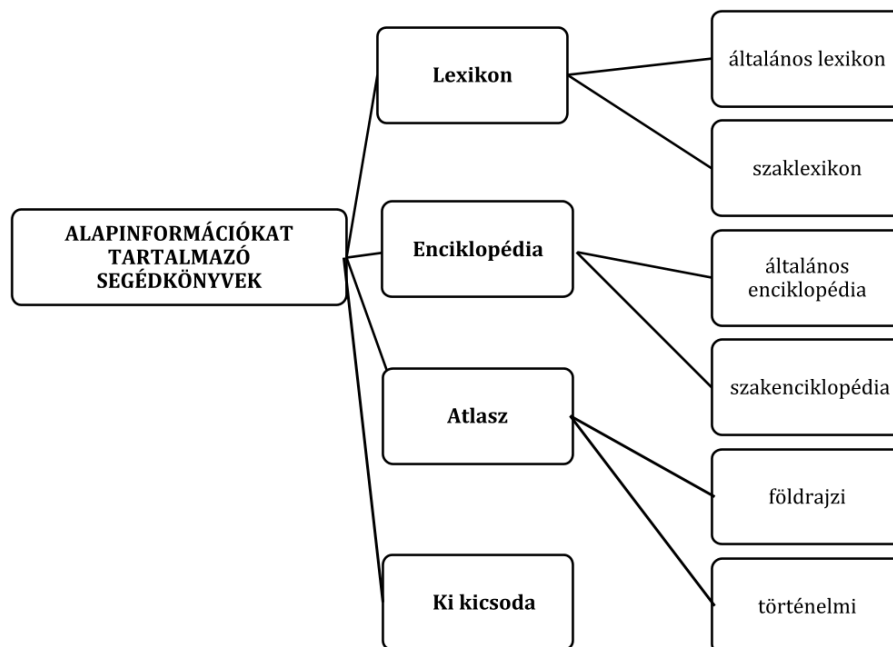 ALAPINFORMÁCIÓKAT
TARTALMAZÓ
SEGÉDKÖNYVEK
Lexikon
általános lexikon
szaklexikon
Enciklopédia
általános
enciklopédia
szakenciklopédia
Atlasz
földrajzi
történelmi
Ki kicsoda